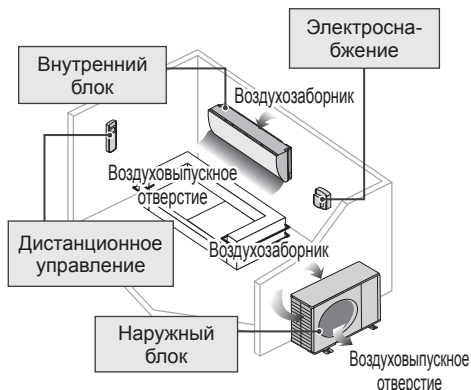 Электросна-
бжение
Внутренний
блок
Воздухозаборник
Воздуховыпускное
отверстие
Дистанционное
управление
Воздухозаборник
Наружный
блок
Воздуховыпускное
отверстие